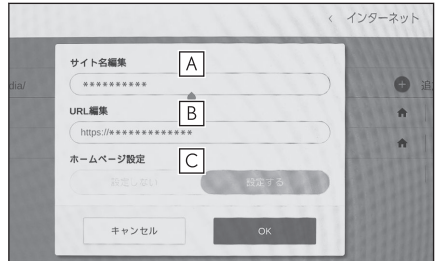 < インターネット
サイト名編集
A
**********
dia/
追
URL編集
B
https://*************
ホームページ設定
C
設定しない
設定する
キャンセル
OK